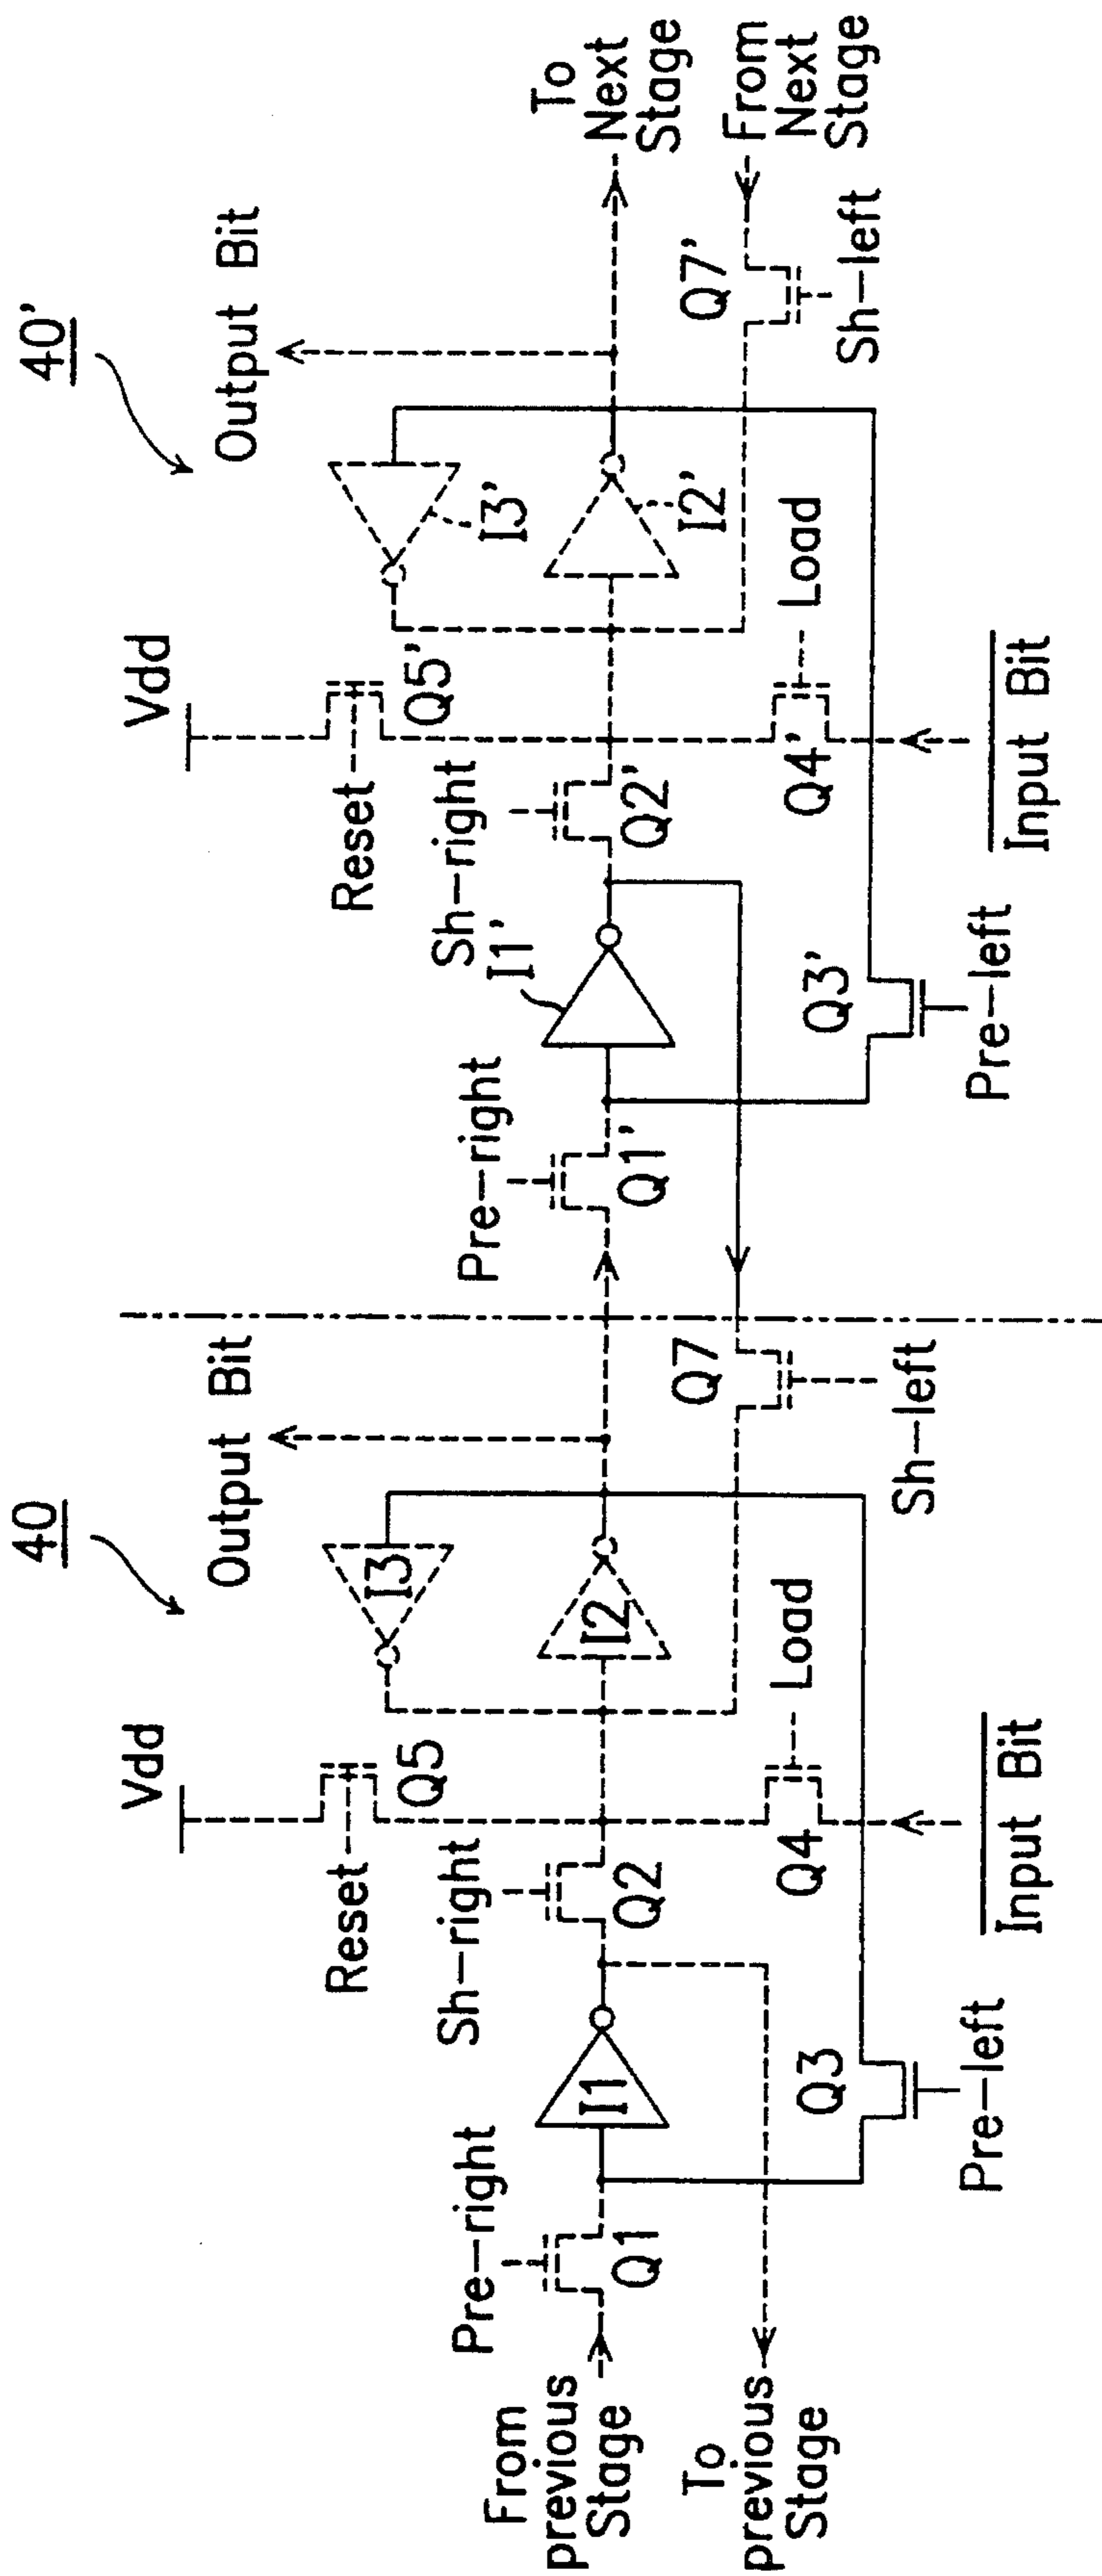 40
40'
Vdd
Output Bit
Vdd
Output Bit
Reset
Q5
I3
Reset
Q5'
I3'
Sh-right
Sh-right
Pre-right
Pre-right
I1'
From
previous
Stage
Q1
I1
Q2
I2
Q1'
Q2'
I2'
To
Next
Stage
To
previous
Stage
Q7
Q7'
From
Next
Stage
Q3
Q4
Load
Sh-left
Q3'
Q4'
Load
Sh-left
Pre-left
Input Bit
Pre-left
Input Bit